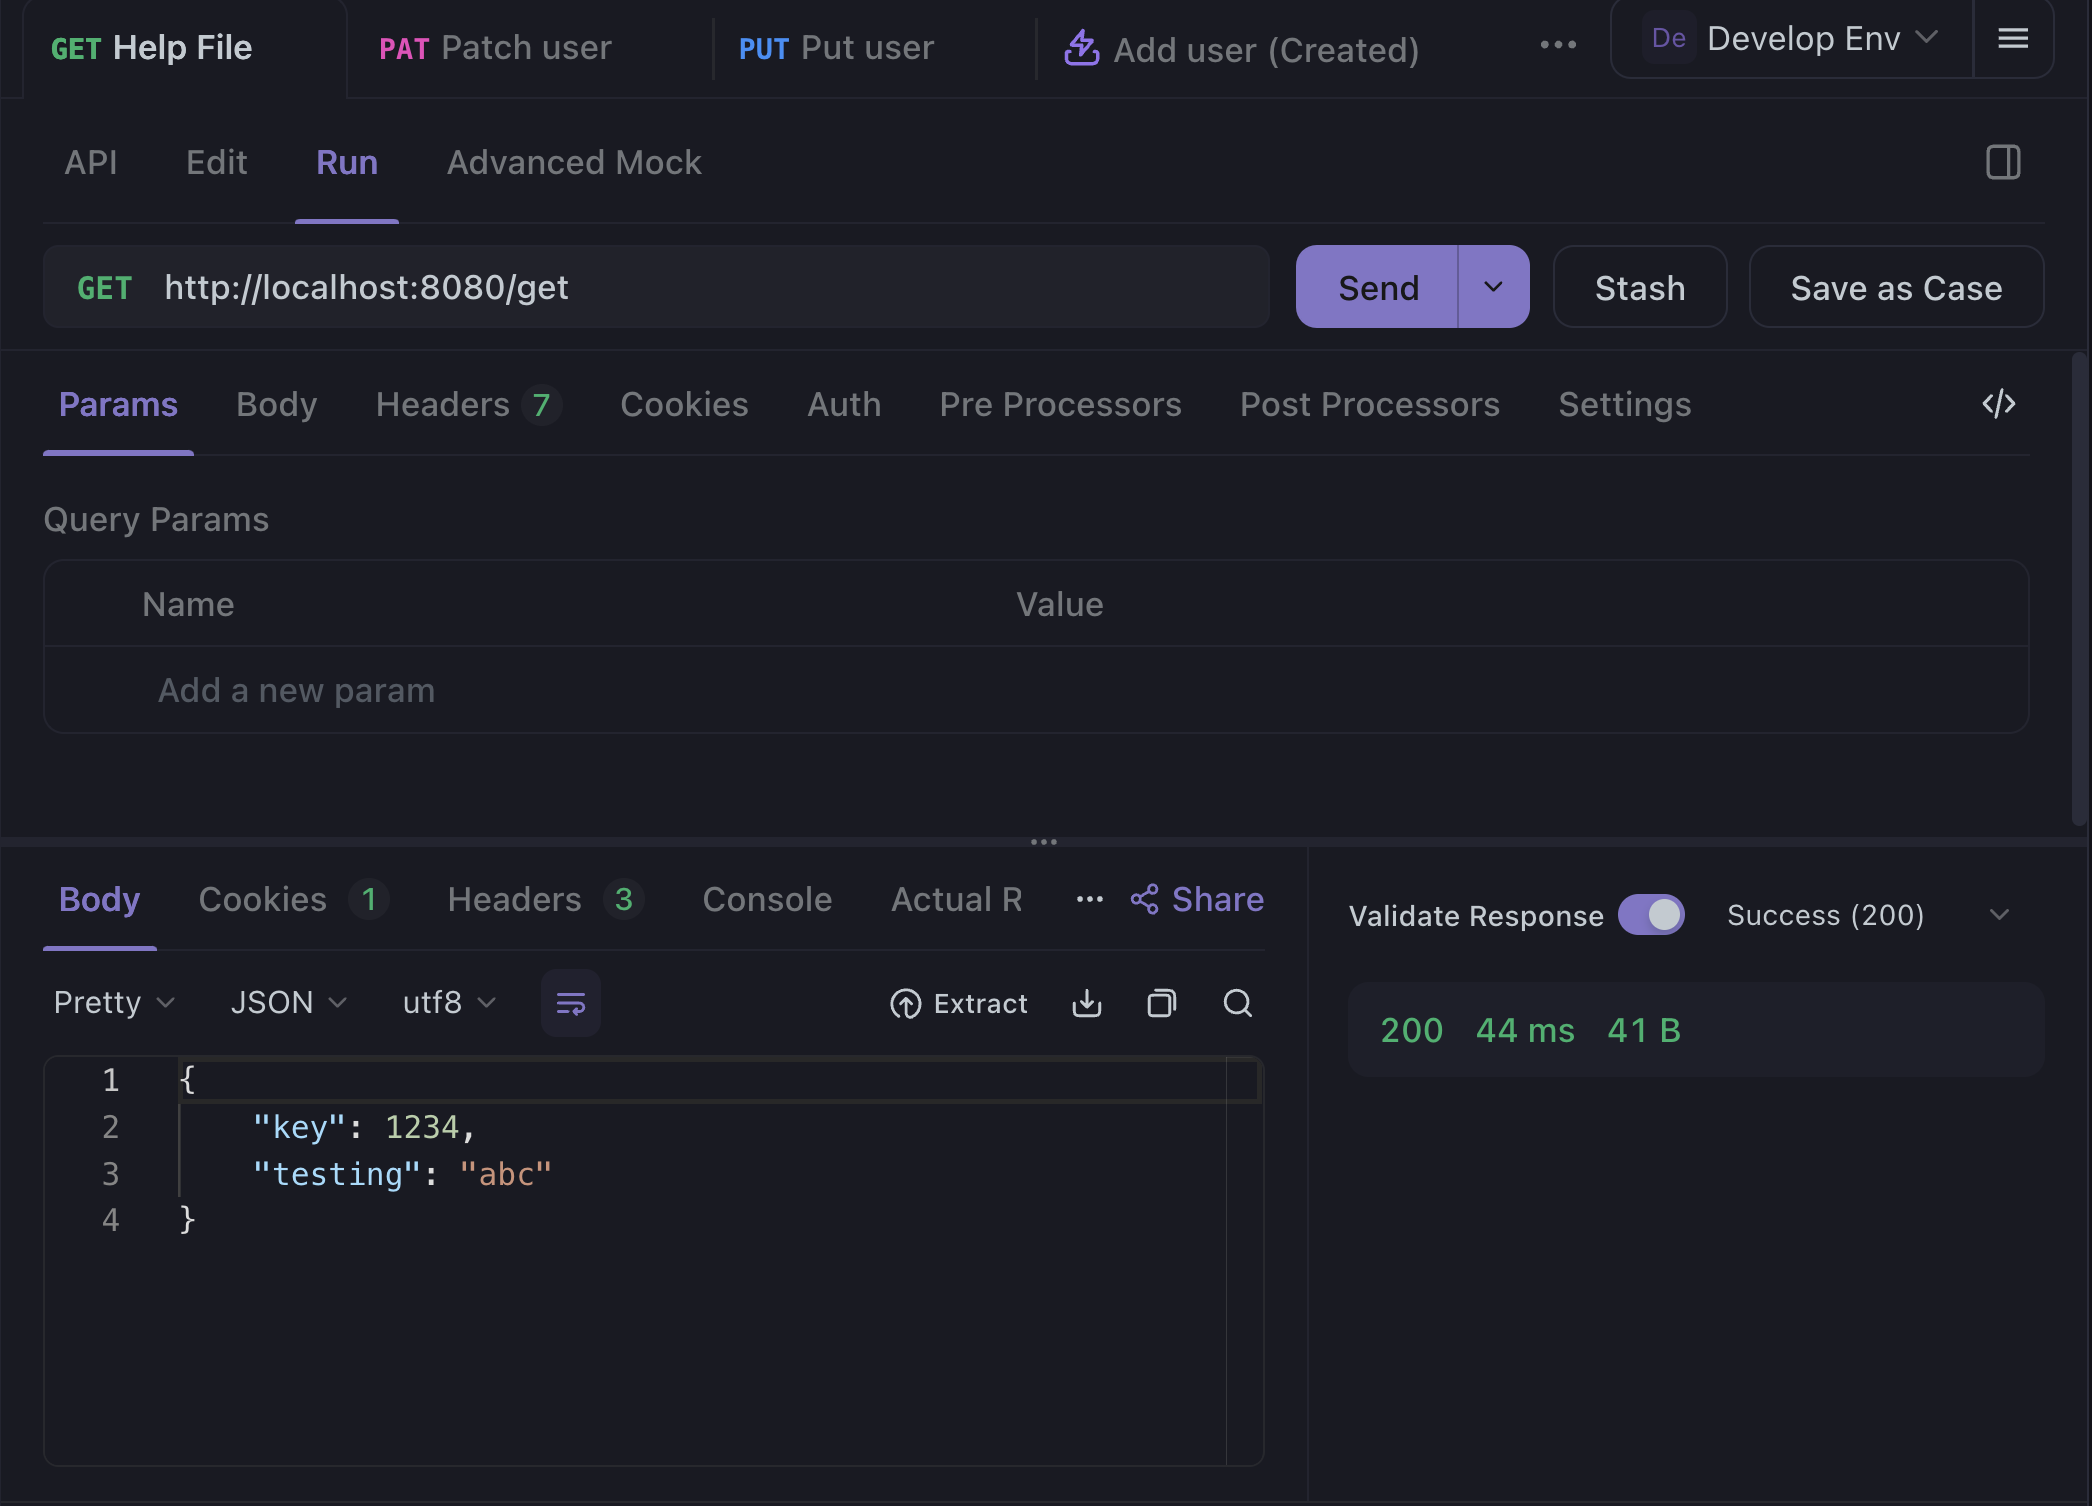 GET Help File PAT Patch user PUT Put user Add user (Created) ••• De Develop Env
API Edit Run Advanced Mock
GET http://localhost:8080/get Send Stash Save as Case
Params Body Headers 7 Cookies Auth Pre Processors Post Processors Settings </>
Query Params
Name Value
Add a new param
Body Cookies 1 Headers 3 Console Actual R ••• Share
Pretty JSON utf8 Extract
1 {
2 "key": 1234,
3 "testing": "abc"
4 }
Validate Response Success (200)
200 44 ms 41 B